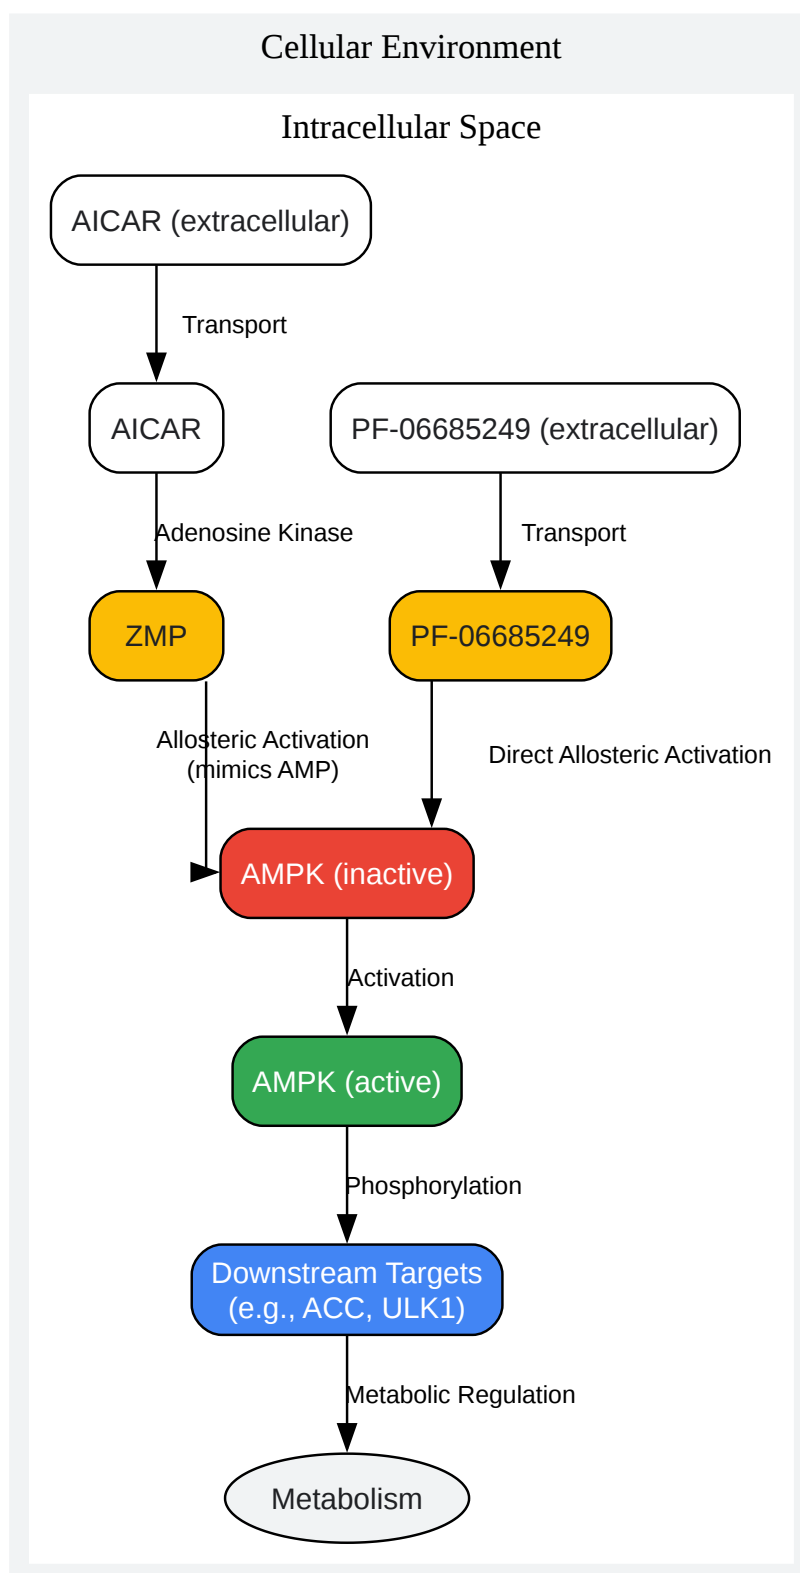 Cellular Environment
Intracellular Space
AICAR (extracellular)
Transport
AICAR
PF-06685249 (extracellular)
Adenosine Kinase
Transport
ZMP
PF-06685249
Allosteric Activation
(mimics AMP)
Direct Allosteric Activation
AMPK (inactive)
Activation
AMPK (active)
Phosphorylation
Downstream Targets
(e.g., ACC, ULK1)
Metabolic Regulation
Metabolism